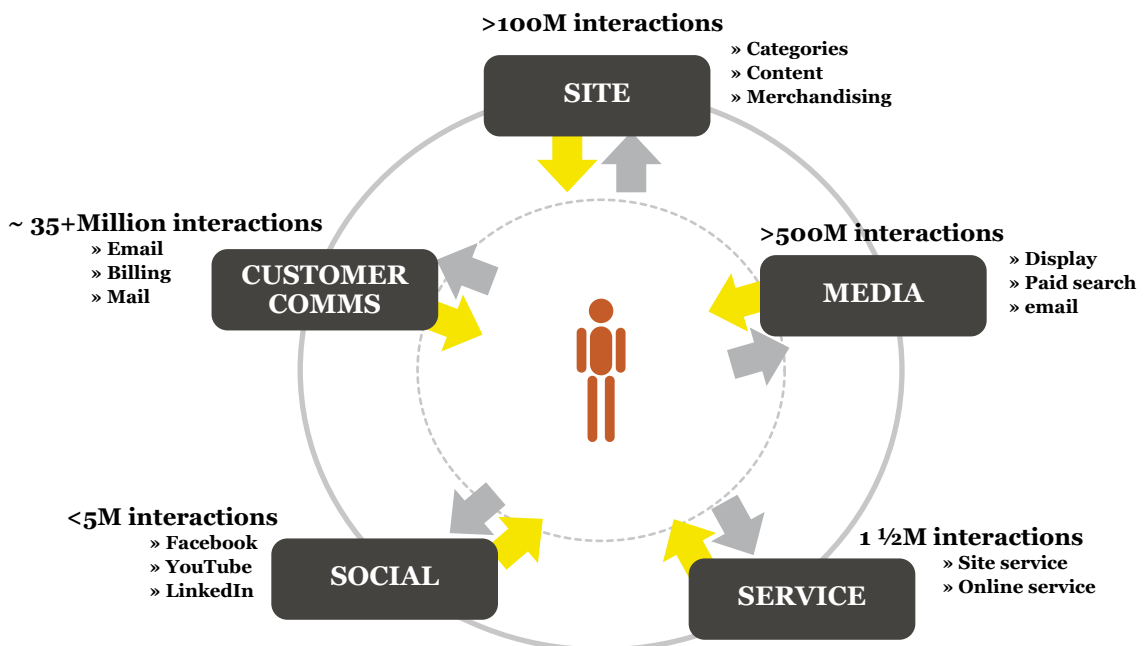 >100M interactions
» Categories
» Content
» Merchandising
SITE
~ 35+Million interactions
» Email
» Billing
» Mail
CUSTOMER
COMMS
>500M interactions
» Display
» Paid search
» email
MEDIA
<5M interactions
» Facebook
» YouTube
» LinkedIn
SOCIAL
1 ½M interactions
» Site service
» Online service
SERVICE